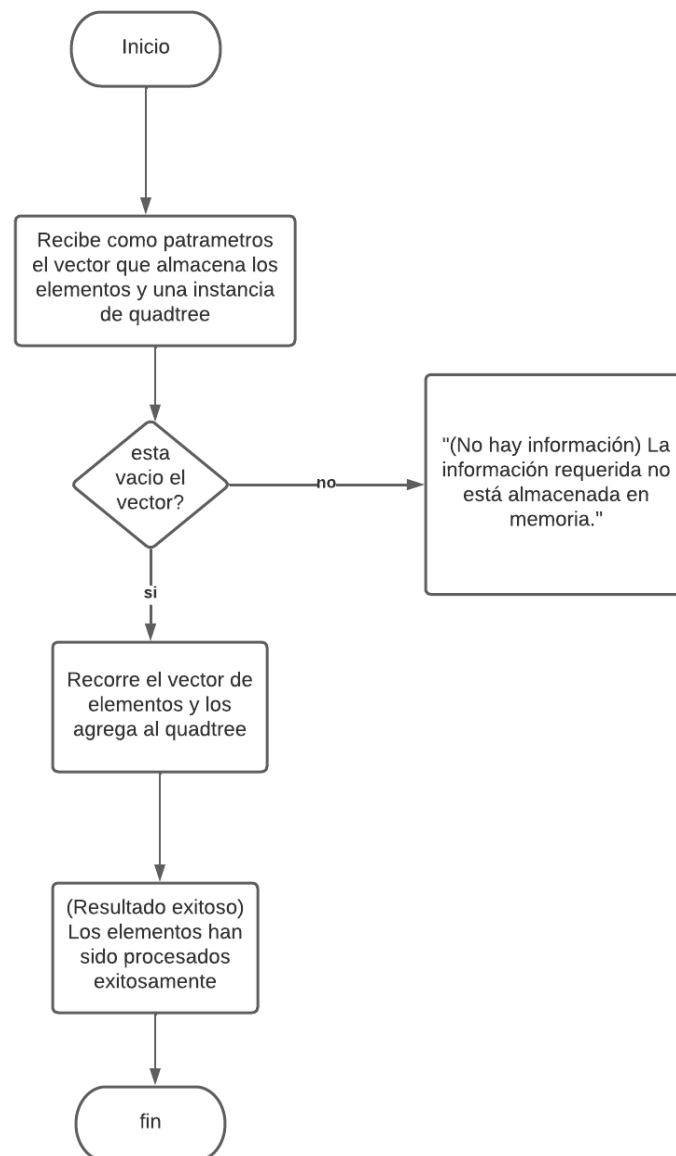 Inicio
Recibe como patrametros
el vector que almacena los
elementos y una instancia
de quadtree
esta
vacio el
vector?
no
"(No hay información) La
información requerida no
está almacenada en
memoria."
si
Recorre el vector de
elementos y los
agrega al quadtree
(Resultado exitoso)
Los elementos han
sido procesados
exitosamente
fin